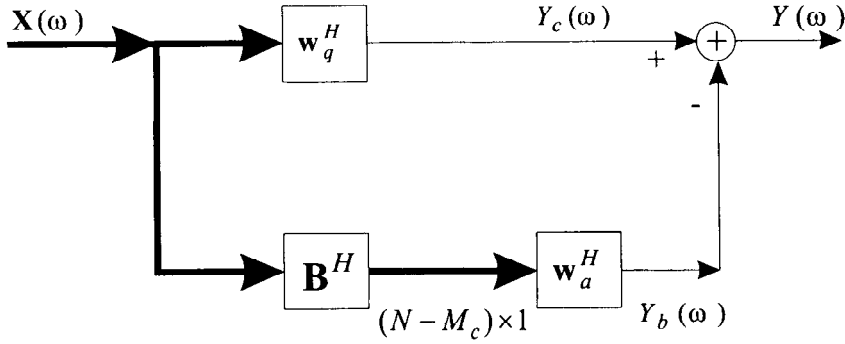 X(ω)
w_q^H
Y_c(ω)
Y(ω)
+
+
-
B^H
(N − M_c)×1
w_a^H
Y_b(ω)